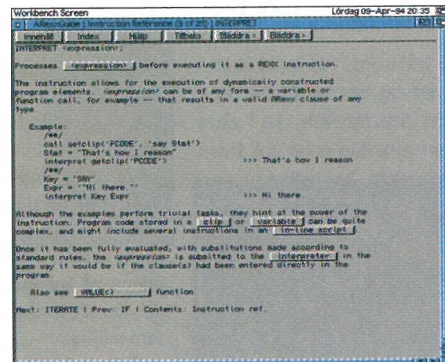 Workbench Screen Lördag 09-Apr-94 20:35
ARexxGuide | Instruction Reference (9 of 25) | INTERPRET
Innehåll Index Hjälp Tillbaka Bläddra < Bläddra >
INTERPRET <expression>;
Processes <expression> before executing it as a REXX instruction.
The instruction allows for the execution of dynamically constructed
program elements. <expression> can be of any form -- a variable or
function call, for example -- that results in a valid ARexx clause of any
type.
Example:
/**/
call setclip('PCODE', 'say Stat')
Stat = "That's how I reason"
interpret getclip('PCODE') >>> That's how I reason
/**/
Key = 'SAY'
Expr = '"Hi there."'
interpret Key Expr >>> Hi there.
Although the examples perform trivial tasks, they hint at the power of the
instruction. Program code stored in a clip or variable can be quite
complex, and might include several instructions in an in-line script.
Once it has been fully evaluated, with substitutions made according to
standard rules, the <expression> is submitted to the interpreter in the
same way it would be if the clause(s) had been entered directly in the
program.
Also see VALUE() function
Next: ITERATE | Prev: IF | Contents: Instruction ref.